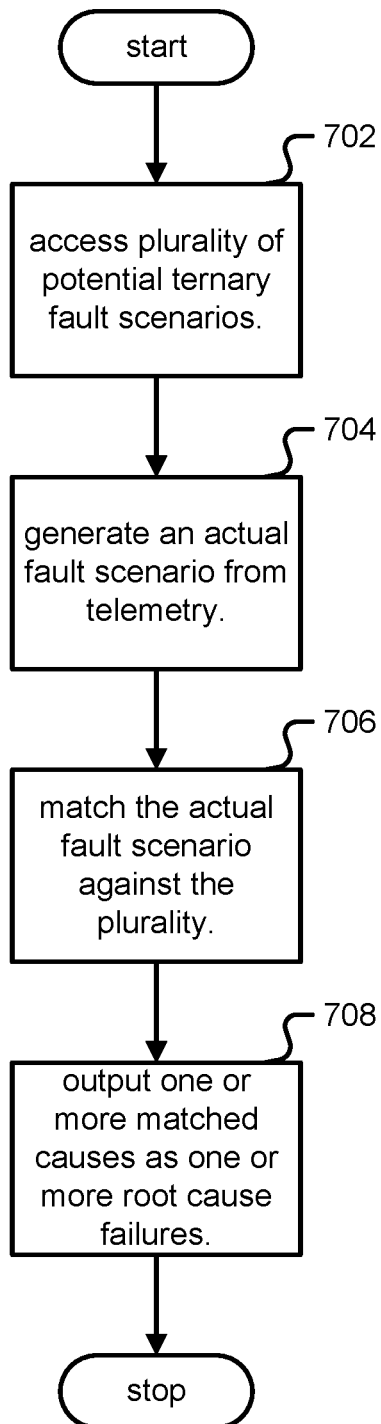 start
702
access plurality of
potential ternary
fault scenarios.
704
generate an actual
fault scenario from
telemetry.
706
match the actual
fault scenario
against the
plurality.
708
output one or
more matched
causes as one or
more root cause
failures.
stop